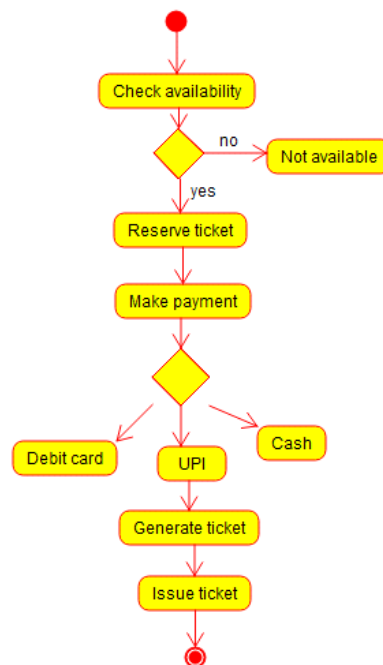 Check availability
no
Not available
yes
Reserve ticket
Make payment
Debit card
UPI
Cash
Generate ticket
Issue ticket